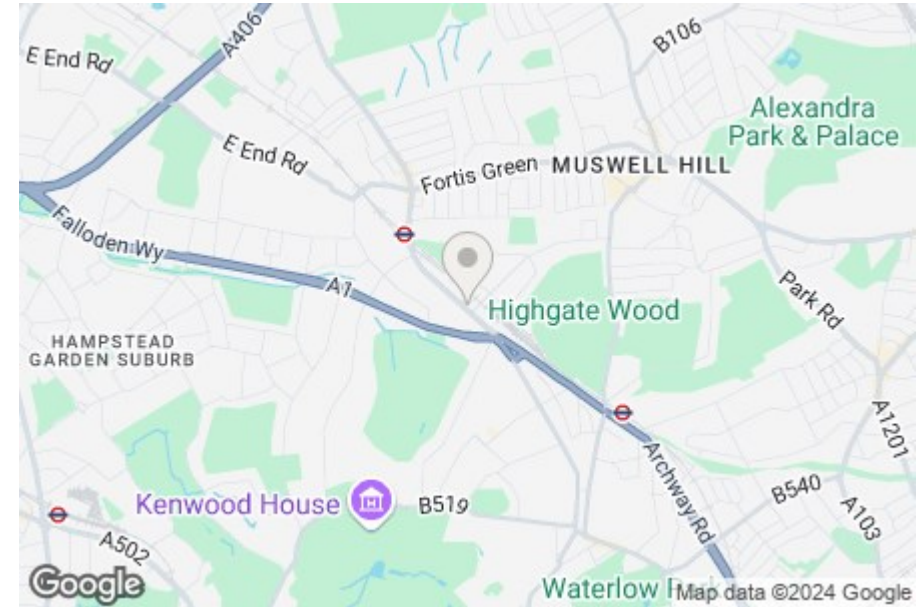 A406
B106
E End Rd
Alexandra
Park & Palace
E End Rd
Fortis Green
MUSWELL HILL
Falloden Wy
A1
Park Rd
Highgate Wood
HAMPSTEAD
GARDEN SUBURB
A1201
Archway Rd
Kenwood House
B519
B540
A103
A502
Google
Waterlow
Map data ©2024 Google